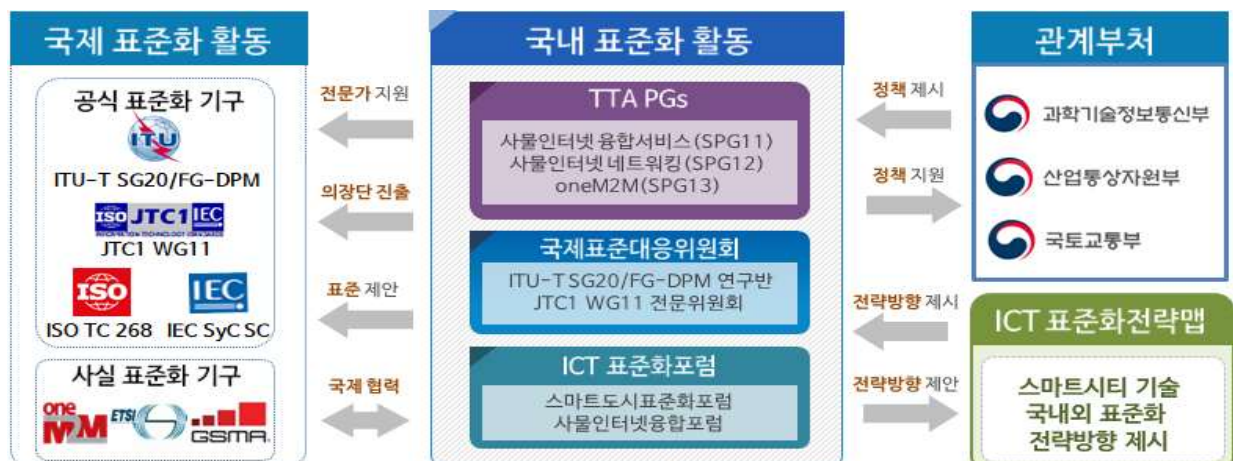 국제 표준화 활동
공식 표준화 기구
ITU
ITU-T SG20/FG-DPM
ISO JTC1 IEC
JTC1 WG11
ISO
IEC
ISO TC 268
IEC SyC SC
사실 표준화 기구
one
M2M
ETSI
GSMA
전문가 지원
의장단 진출
표준 제안
국제 협력
국내 표준화 활동
TTA PGs
사물인터넷 융합서비스(SPG11)
사물인터넷 네트워킹(SPG12)
oneM2M(SPG13)
국제표준대응위원회
ITU-T SG20/FG-DPM 연구반
JTC1 WG11 전문위원회
ICT 표준화포럼
스마트도시표준화포럼
사물인터넷융합포럼
정책 제시
정책 지원
전략방향 제시
전략방향 제안
관계부처
과학기술정보통신부
산업통상자원부
국토교통부
ICT 표준화전략맵
스마트시티 기술
국내외 표준화
전략방향 제시